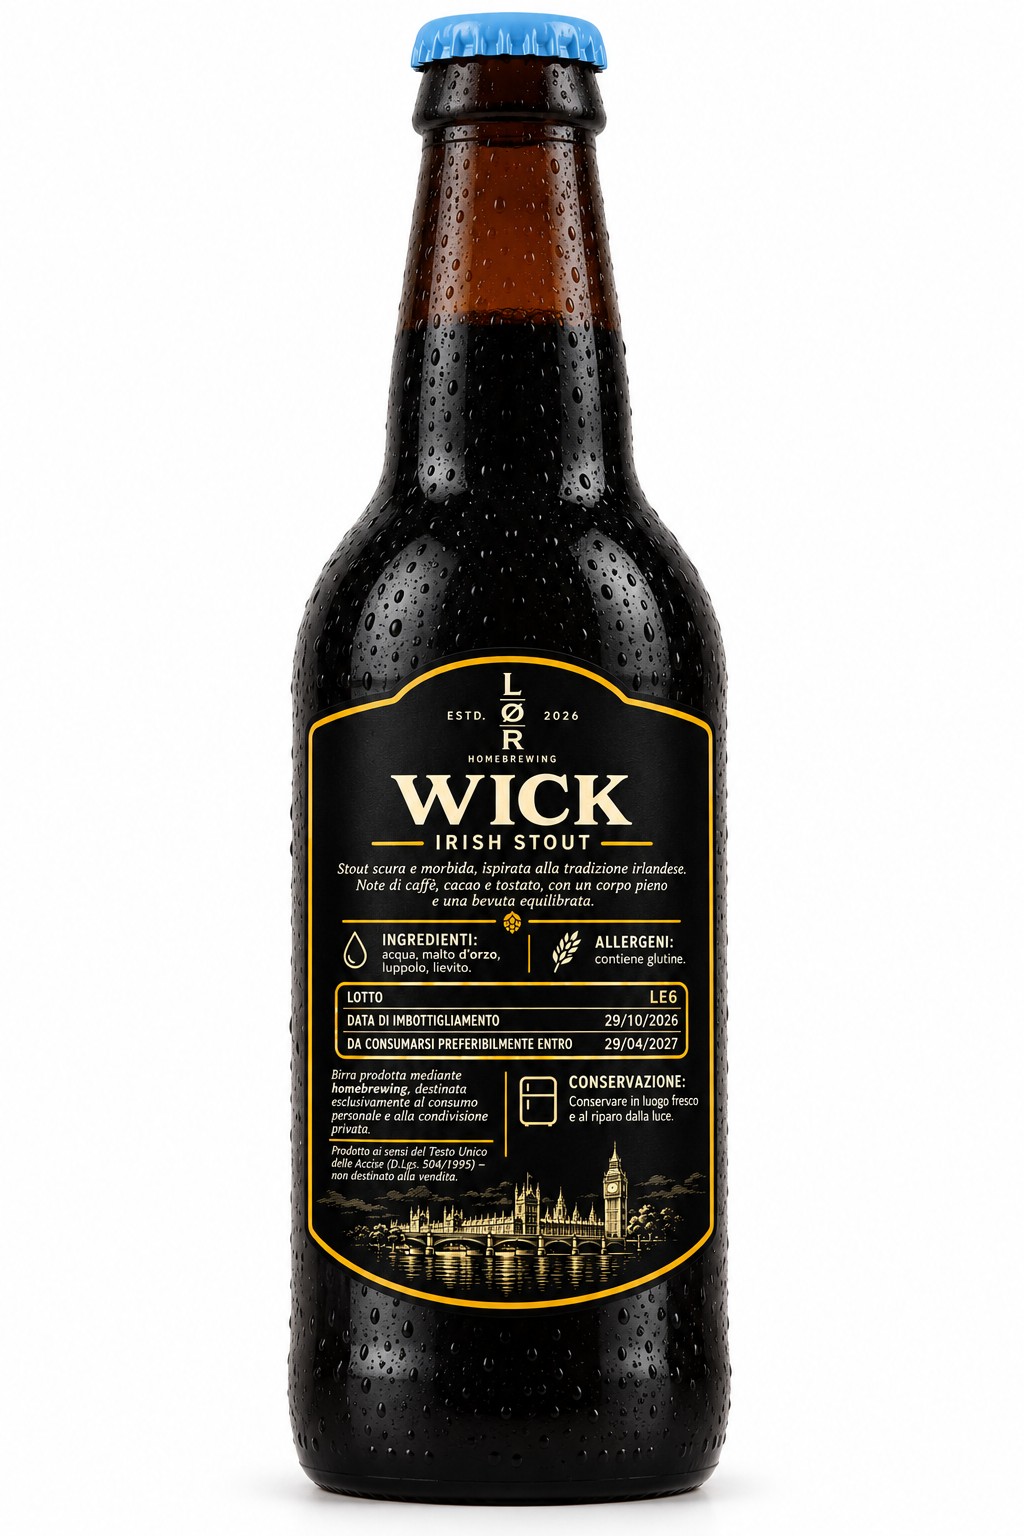 L
ESTD. Ø 2026
R
HOMEBREWING
WICK
IRISH STOUT
Stout scura e morbida, ispirata alla tradizione irlandese.
Note di caffè, cacao e tostato, con un corpo pieno
e una bevuta equilibrata.
INGREDIENTI:
acqua, malto d'orzo,
luppolo, lievito.
ALLERGENI:
contiene glutine.
LOTTO LE6
DATA DI IMBOTTIGLIAMENTO 29/10/2026
DA CONSUMARSI PREFERIBILMENTE ENTRO 29/04/2027
Birra prodotta mediante
homebrewing, destinata
esclusivamente al consumo
personale e alla condivisione
privata.
Prodotto ai sensi del Testo Unico
delle Accise (D.Lgs. 504/1995) –
non destinato alla vendita.
CONSERVAZIONE:
Conservare in luogo fresco
e al riparo dalla luce.